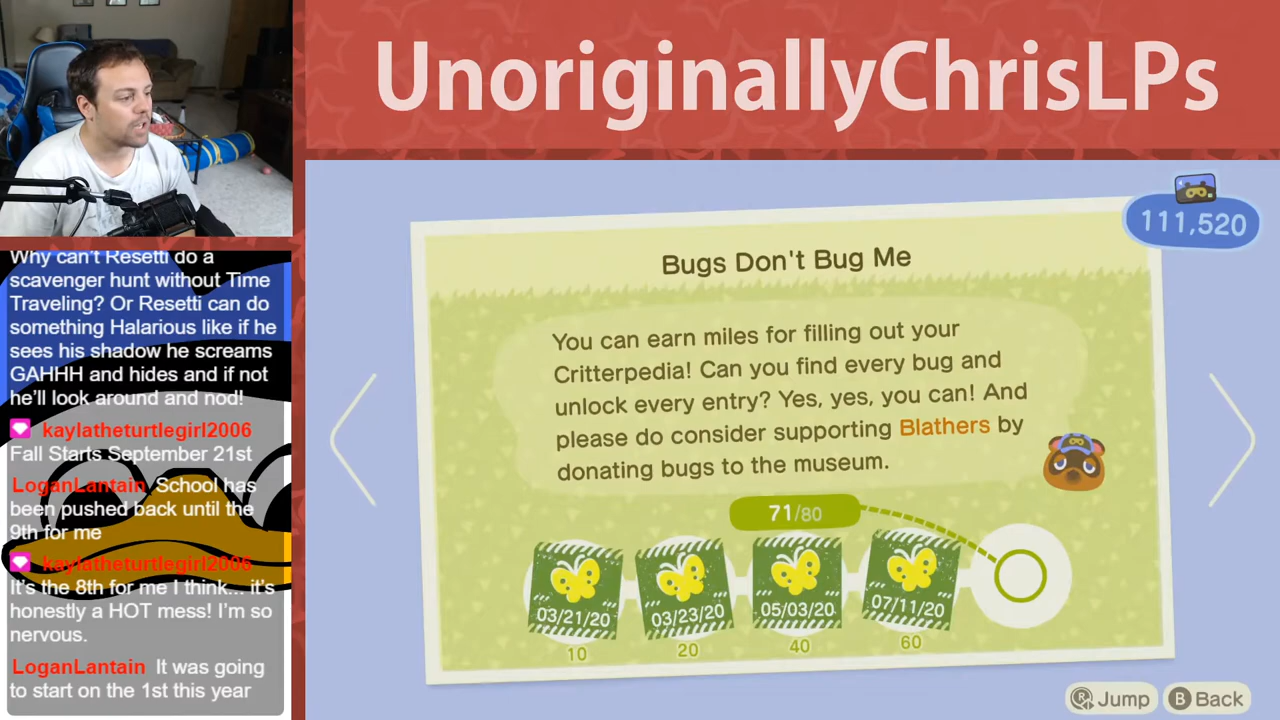 UnoriginallyChrisLPs
111,520
Bugs Don't Bug Me
You can earn miles for filling out your
Critterpedia! Can you find every bug and
unlock every entry? Yes, yes, you can! And
please do consider supporting Blathers by
donating bugs to the museum.
71/80
03/21/20
03/23/20
05/03/20
07/11/20
10
20
40
60
Jump
B Back
Why can't Resetti do a
scavenger hunt without Time
Traveling? Or Resetti can do
something Halarious like if he
sees his shadow he screams
GAHHH and hides and if not
he'll look around and nod!
kaylatheturtlegirl2006
Fall Starts September 21st
LoganLantain School has
been pushed back until the
9th for me
kaylatheturtlegirl2006
It's the 8th for me I think... it's
honestly a HOT mess! I'm so
nervous.
LoganLantain It was going
to start on the 1st this year